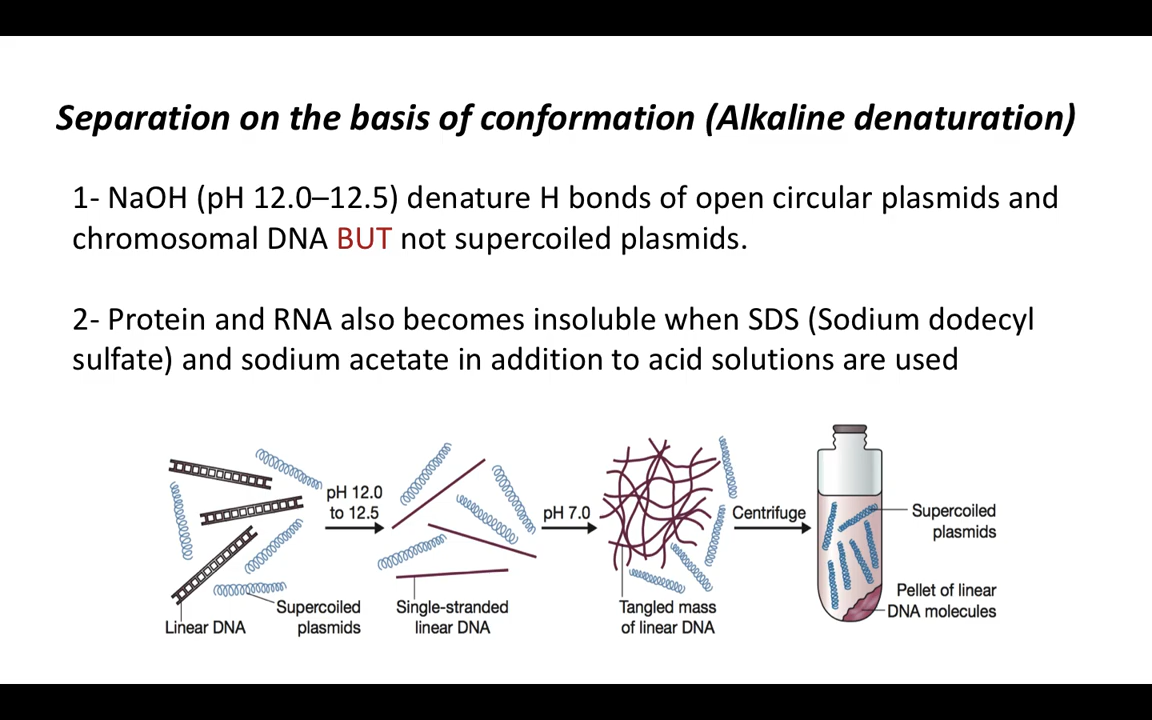 Separation on the basis of conformation (Alkaline denaturation)
1- NaOH (pH 12.0–12.5) denature H bonds of open circular plasmids and
chromosomal DNA BUT not supercoiled plasmids.
2- Protein and RNA also becomes insoluble when SDS (Sodium dodecyl
sulfate) and sodium acetate in addition to acid solutions are used
pH 12.0
to 12.5
pH 7.0
Centrifuge
Supercoiled
plasmids
Pellet of linear
DNA molecules
Linear DNA
Supercoiled
plasmids
Single-stranded
linear DNA
Tangled mass
of linear DNA